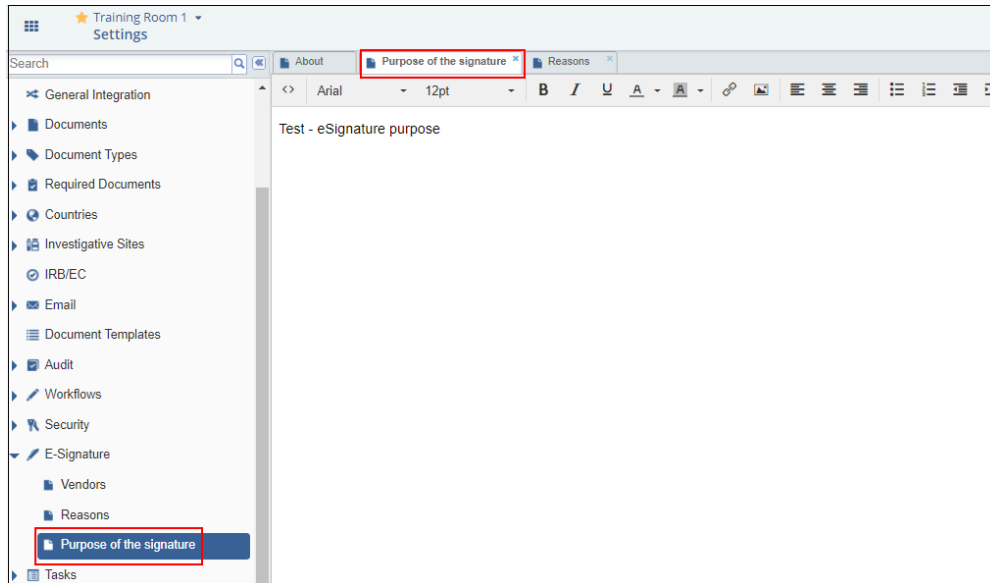 Training Room 1
Settings
Search
About
Purpose of the signature
Reasons
General Integration
Arial
12pt
B
I
U
A
A
Documents
Test - eSignature purpose
Document Types
Required Documents
Countries
Investigative Sites
IRB/EC
Email
Document Templates
Audit
Workflows
Security
E-Signature
Vendors
Reasons
Purpose of the signature
Tasks